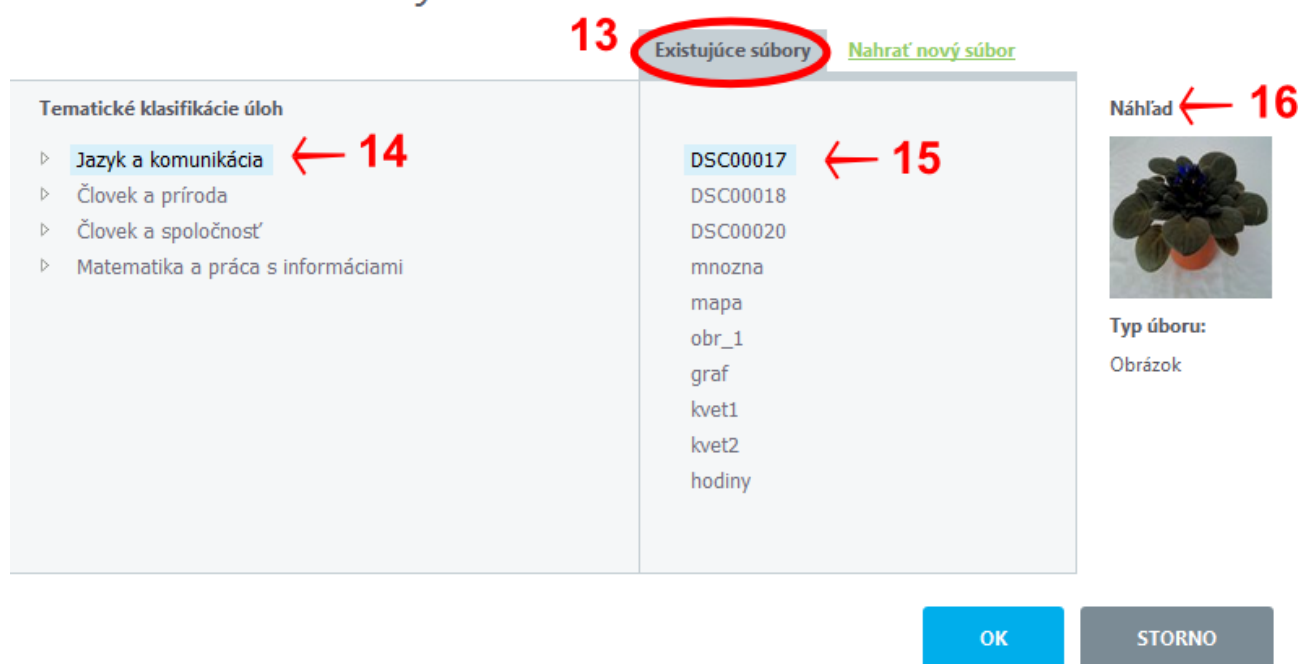 13
Existujúce súbory
Nahrať nový súbor
Tematické klasifikácie úloh
Jazyk a komunikácia
14
Človek a príroda
Človek a spoločnosť
Matematika a práca s informáciami
DSC00017
15
DSC00018
DSC00020
mnozna
mapa
obr_1
graf
kvet1
kvet2
hodiny
Náhľad
16
Typ úboru:
Obrázok
OK
STORNO